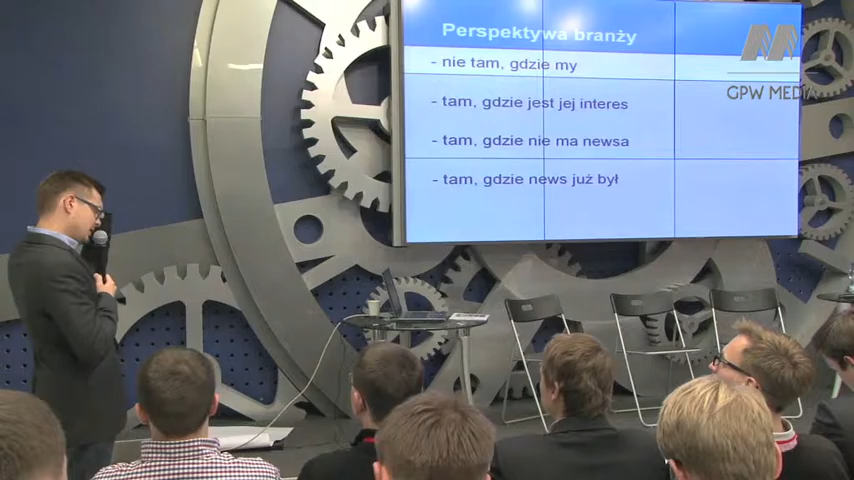 Perspektywa branży
- nie tam, gdzie my
- tam, gdzie jest jej interes
- tam, gdzie nie ma newsa
- tam, gdzie news już był
GPW MEDIA